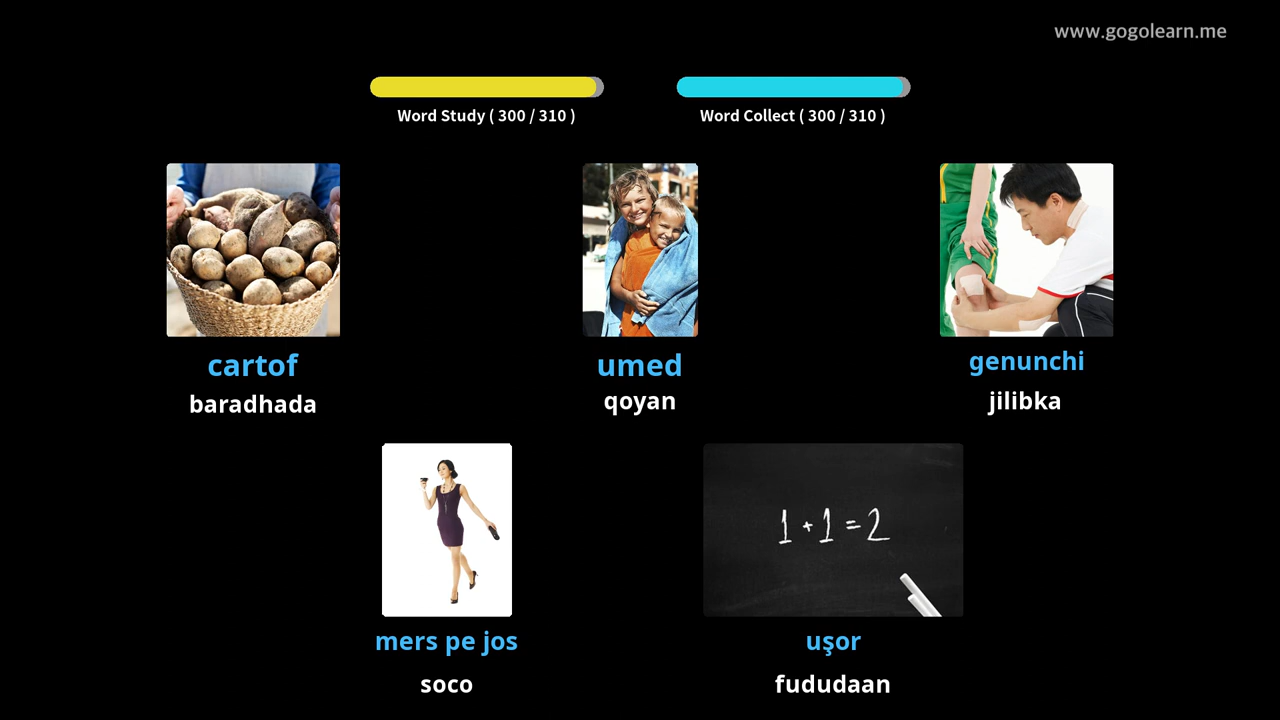 www.gogolearn.me
Word Study ( 300 / 310 )
Word Collect ( 300 / 310 )
cartof
baradhada
umed
qoyan
genunchi
jilibka
1 + 1 = 2
mers pe jos
soco
uşor
fududaan